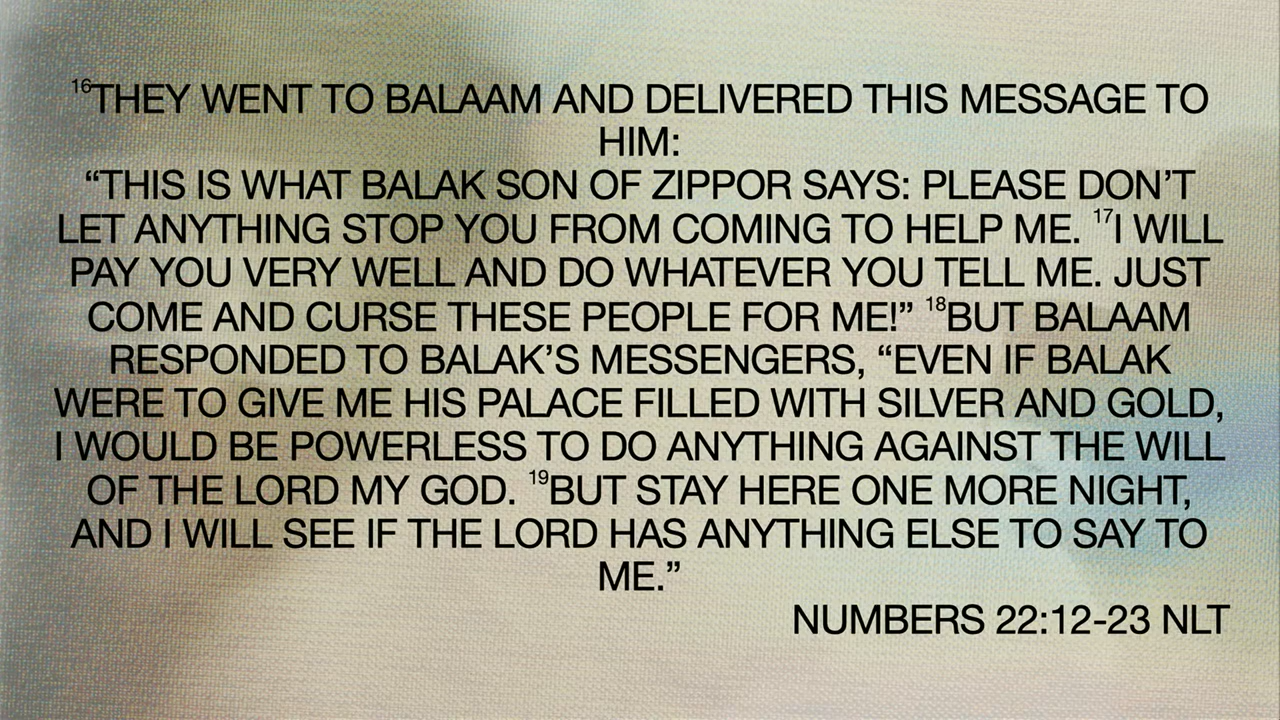 16THEY WENT TO BALAAM AND DELIVERED THIS MESSAGE TO
HIM:
“THIS IS WHAT BALAK SON OF ZIPPOR SAYS: PLEASE DON’T
LET ANYTHING STOP YOU FROM COMING TO HELP ME. 17I WILL
PAY YOU VERY WELL AND DO WHATEVER YOU TELL ME. JUST
COME AND CURSE THESE PEOPLE FOR ME!” 18BUT BALAAM
RESPONDED TO BALAK’S MESSENGERS, “EVEN IF BALAK
WERE TO GIVE ME HIS PALACE FILLED WITH SILVER AND GOLD,
I WOULD BE POWERLESS TO DO ANYTHING AGAINST THE WILL
OF THE LORD MY GOD. 19BUT STAY HERE ONE MORE NIGHT,
AND I WILL SEE IF THE LORD HAS ANYTHING ELSE TO SAY TO
ME.”
NUMBERS 22:12-23 NLT